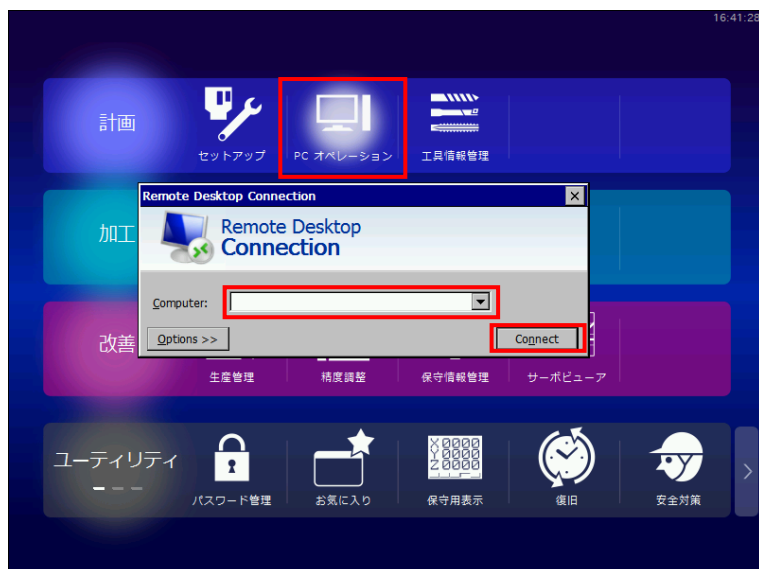 16:41:28
計画
セットアップ
PC オペレーション
工具情報管理
Remote Desktop Connection
加工
Remote Desktop
Connection
Computer:
Options >>
Connect
改善
生産管理
精度調整
保守情報管理
サーボビューア
ユーティリティ
パスワード管理
お気に入り
X0000
Y0000
Z0000
保守用表示
復旧
安全対策